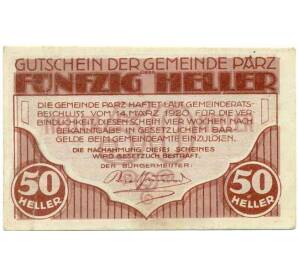 GUTSCHEIN DER GEMEINDE PARZ
FÜNFZIG HELLER
DIE GEMEINDE PARZ HAFTET LAUT GEMEINDERATS-
BESCHLUSS VOM 14. MÄRZ 1920 FÜR DIE VER-
BINDLICHKEIT, DIESEN SCHEIN VIER WOCHEN NACH
BEKANNTGABE IN GESETZLICHEM BAR-
GELDE BEIM GEMEINDEAMTE EINZULÖSEN.
DIE NACHAHMUNG DIESES SCHEINES
WIRD GESETZLICH BESTRAFT.
DER BÜRGERMEISTER:
50 HELLER
50 HELLER